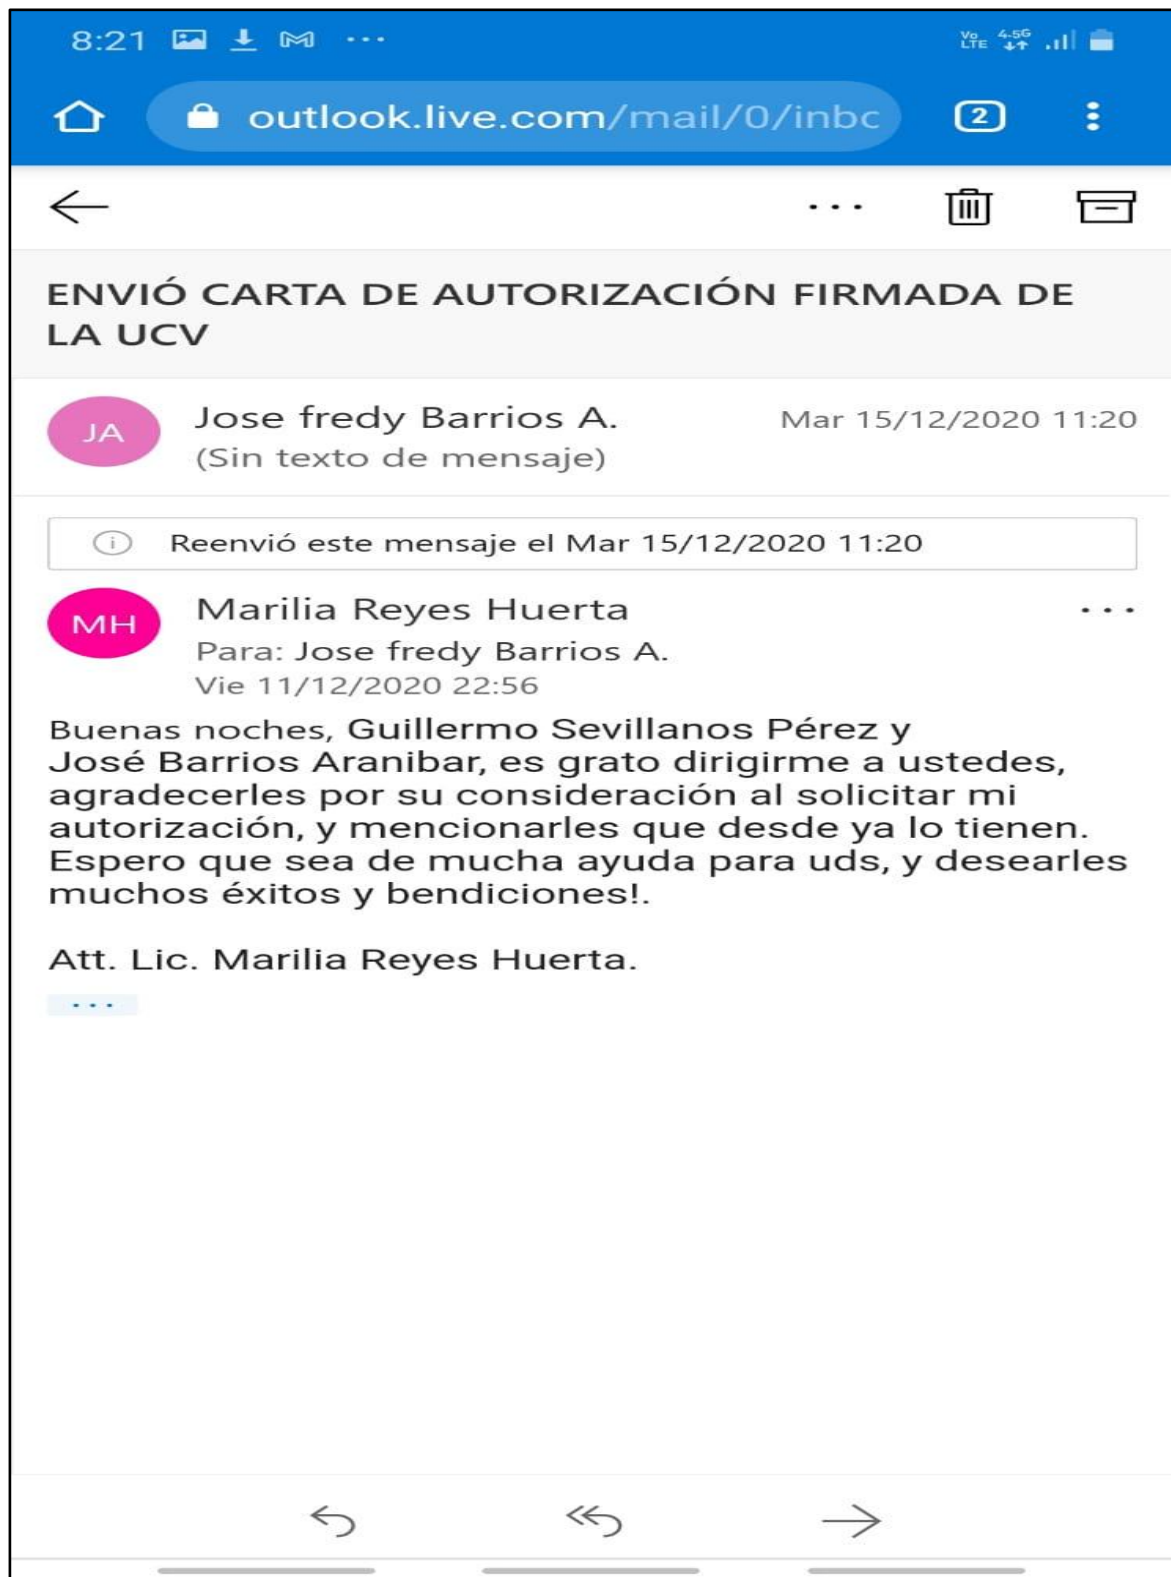 8:21 ...
Vo LTE 4.5G
outlook.live.com/mail/0/inbc 2
ENVIÓ CARTA DE AUTORIZACIÓN FIRMADA DE
LA UCV
JA Jose fredy Barrios A. Mar 15/12/2020 11:20
(Sin texto de mensaje)
Reenvió este mensaje el Mar 15/12/2020 11:20
MH Marilia Reyes Huerta
Para: Jose fredy Barrios A.
Vie 11/12/2020 22:56
Buenas noches, Guillermo Sevillanos Pérez y
José Barrios Aranibar, es grato dirigirme a ustedes,
agradecerles por su consideración al solicitar mi
autorización, y mencionarles que desde ya lo tienen.
Espero que sea de mucha ayuda para uds, y desearles
muchos éxitos y bendiciones!.
Att. Lic. Marilia Reyes Huerta.